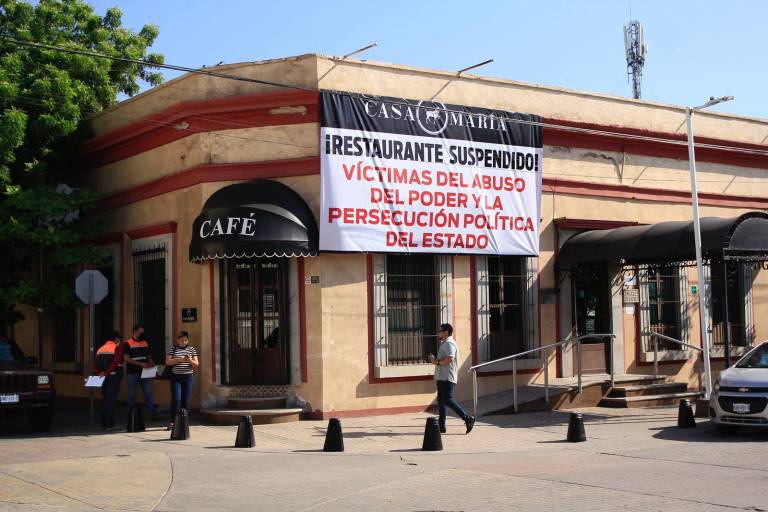 CASA MARÍA
¡RESTAURANTE SUSPENDIDO!
VÍCTIMAS DEL ABUSO
DEL PODER Y LA
PERSECUCIÓN POLÍTICA
DEL ESTADO
CAFÉ